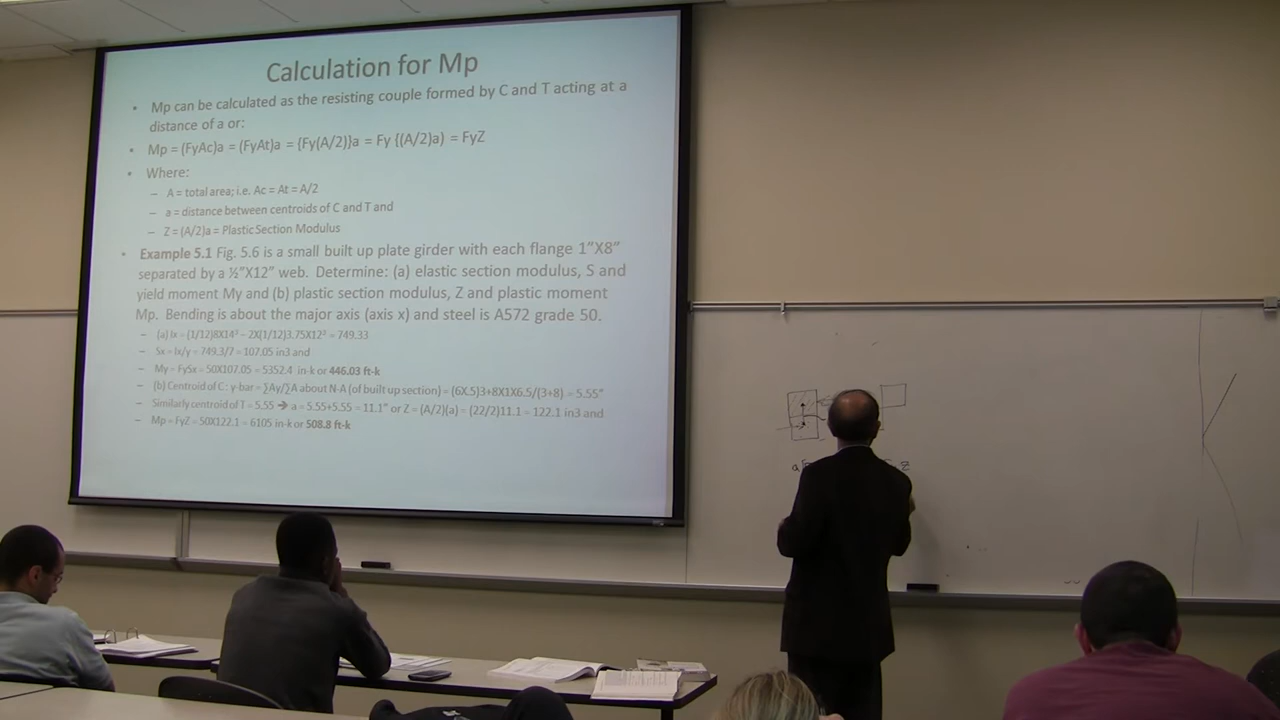 Calculation for Mp
• Mp can be calculated as the resisting couple formed by C and T acting at a
distance of a or:
• Mp = (FyAc)a = (FyAt)a = {Fy(A/2)}a = Fy {(A/2)a) = FyZ
• Where:
– A = total area; i.e. Ac = At = A/2
– a = distance between centroids of C and T and
– Z = (A/2)a = Plastic Section Modulus
• Example 5.1 Fig. 5.6 is a small built up plate girder with each flange 1"X8"
separated by a ½"X12" web. Determine: (a) elastic section modulus, S and
yield moment My and (b) plastic section modulus, Z and plastic moment
Mp. Bending is about the major axis (axis x) and steel is A572 grade 50.
– (a) Ix = (1/12)8X14³ – 2X(1/12)3.75X12³ = 749.33
– Sx = Ix/y = 749.3/7 = 107.05 in3 and
– My = FySx = 50X107.05 = 5352.4 in-k or 446.03 ft-k
– (b) Centroid of C : y-bar = ∑Ay/∑A about N-A (of built up section) = (6X.5)3+8X1X6.5/(3+8) = 5.55"
– Similarly centroid of T = 5.55 ➔ a = 5.55+5.55 = 11.1" or Z = (A/2)(a) = (22/2)11.1 = 122.1 in3 and
– Mp = FyZ = 50X122.1 = 6105 in-k or 508.8 ft-k
a
z